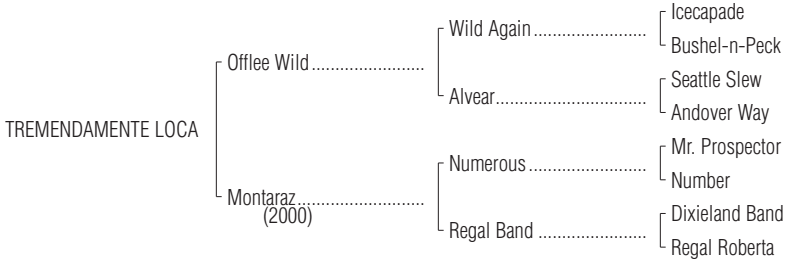 Icecapade
Wild Again
Bushel-n-Peck
Offlee Wild
Seattle Slew
Alvear
Andover Way
TREMENDAMENTE LOCA
Mr. Prospector
Numerous
Number
Montaraz
(2000)
Dixieland Band
Regal Band
Regal Roberta